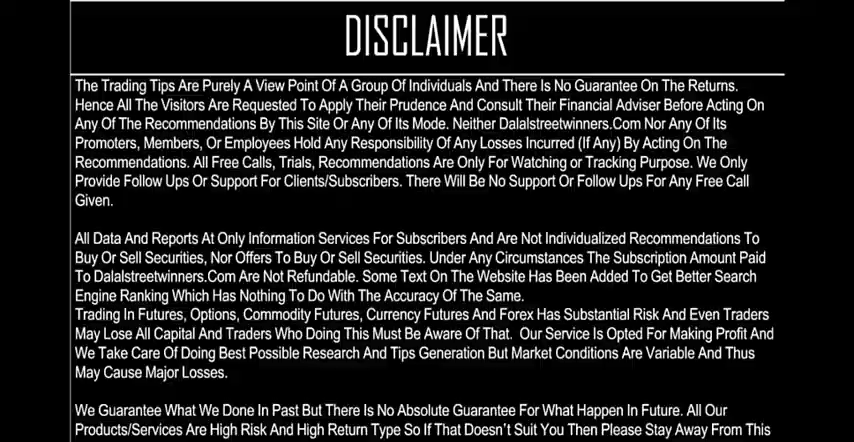 DISCLAIMER
The Trading Tips Are Purely A View Point Of A Group Of Individuals And There Is No Guarantee On The Returns.
Hence All The Visitors Are Requested To Apply Their Prudence And Consult Their Financial Adviser Before Acting On
Any Of The Recommendations By This Site Or Any Of Its Mode. Neither Dalalstreetwinners.Com Nor Any Of Its
Promoters, Members, Or Employees Hold Any Responsibility Of Any Losses Incurred (If Any) By Acting On The
Recommendations. All Free Calls, Trials, Recommendations Are Only For Watching or Tracking Purpose. We Only
Provide Follow Ups Or Support For Clients/Subscribers. There Will Be No Support Or Follow Ups For Any Free Call
Given.
All Data And Reports At Only Information Services For Subscribers And Are Not Individualized Recommendations To
Buy Or Sell Securities, Nor Offers To Buy Or Sell Securities. Under Any Circumstances The Subscription Amount Paid
To Dalalstreetwinners.Com Are Not Refundable. Some Text On The Website Has Been Added To Get Better Search
Engine Ranking Which Has Nothing To Do With The Accuracy Of The Same.
Trading In Futures, Options, Commodity Futures, Currency Futures And Forex Has Substantial Risk And Even Traders
May Lose All Capital And Traders Who Doing This Must Be Aware Of That. Our Service Is Opted For Making Profit And
We Take Care Of Doing Best Possible Research And Tips Generation But Market Conditions Are Variable And Thus
May Cause Major Losses.
We Guarantee What We Done In Past But There Is No Absolute Guarantee For What Happen In Future. All Our
Products/Services Are High Risk And High Return Type So If That Doesn't Suit You Then Please Stay Away From This